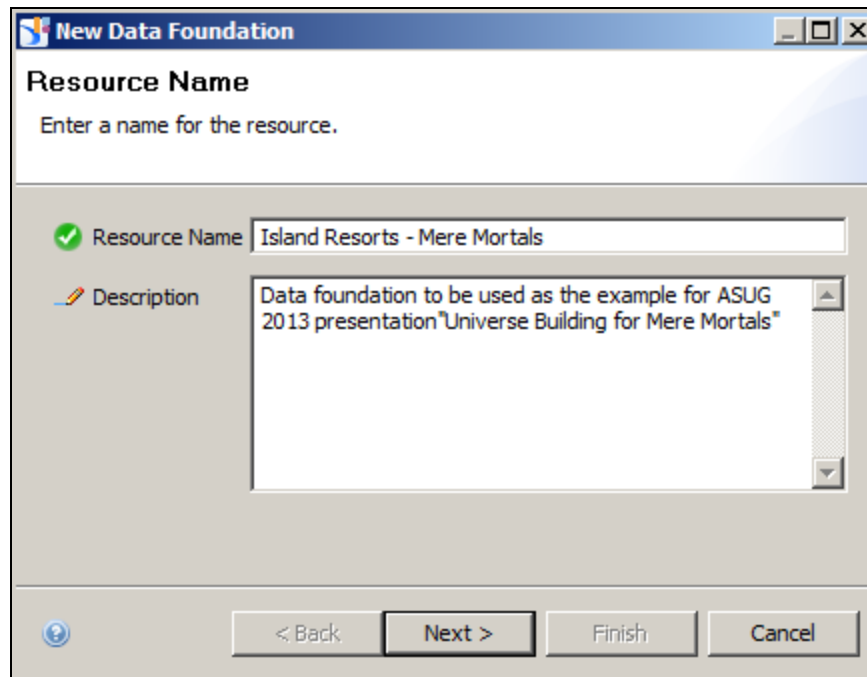 New Data Foundation
Resource Name
Enter a name for the resource.
Resource Name Island Resorts - Mere Mortals
Description Data foundation to be used as the example for ASUG
2013 presentation"Universe Building for Mere Mortals"
< Back Next > Finish Cancel